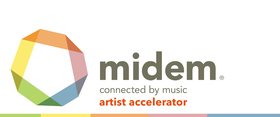 midem®
connected by music
artist accelerator